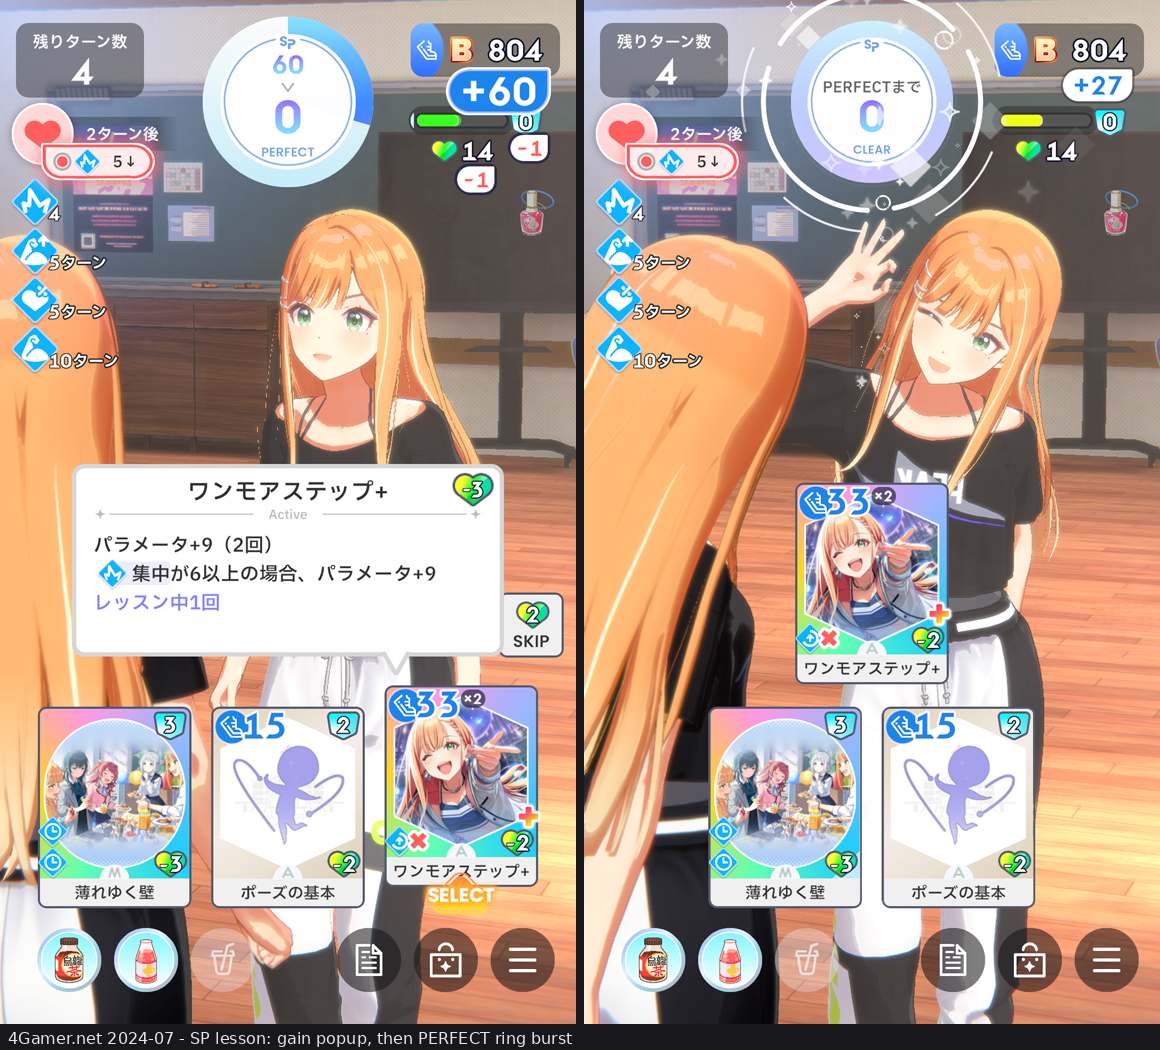 残りターン数
4
SP
60
0
PERFECT
B 804
+60
0
14
-1
-1
2ターン後
5↓
4
5ターン
5ターン
10ターン
ワンモアステップ+
-3
Active
パラメータ+9（2回）
集中が6以上の場合、パラメータ+9
レッスン中1回
2
SKIP
3
-3
M
薄れゆく壁
15
2
-2
A
ポーズの基本
33 ×2
-2
A
ワンモアステップ+
SELECT
烏龍茶
残りターン数
4
SP
PERFECTまで
0
CLEAR
B 804
+27
0
14
2ターン後
5↓
4
5ターン
5ターン
10ターン
33 ×2
-2
A
ワンモアステップ+
3
-3
M
薄れゆく壁
15
2
-2
A
ポーズの基本
烏龍茶
4Gamer.net 2024-07 - SP lesson: gain popup, then PERFECT ring burst